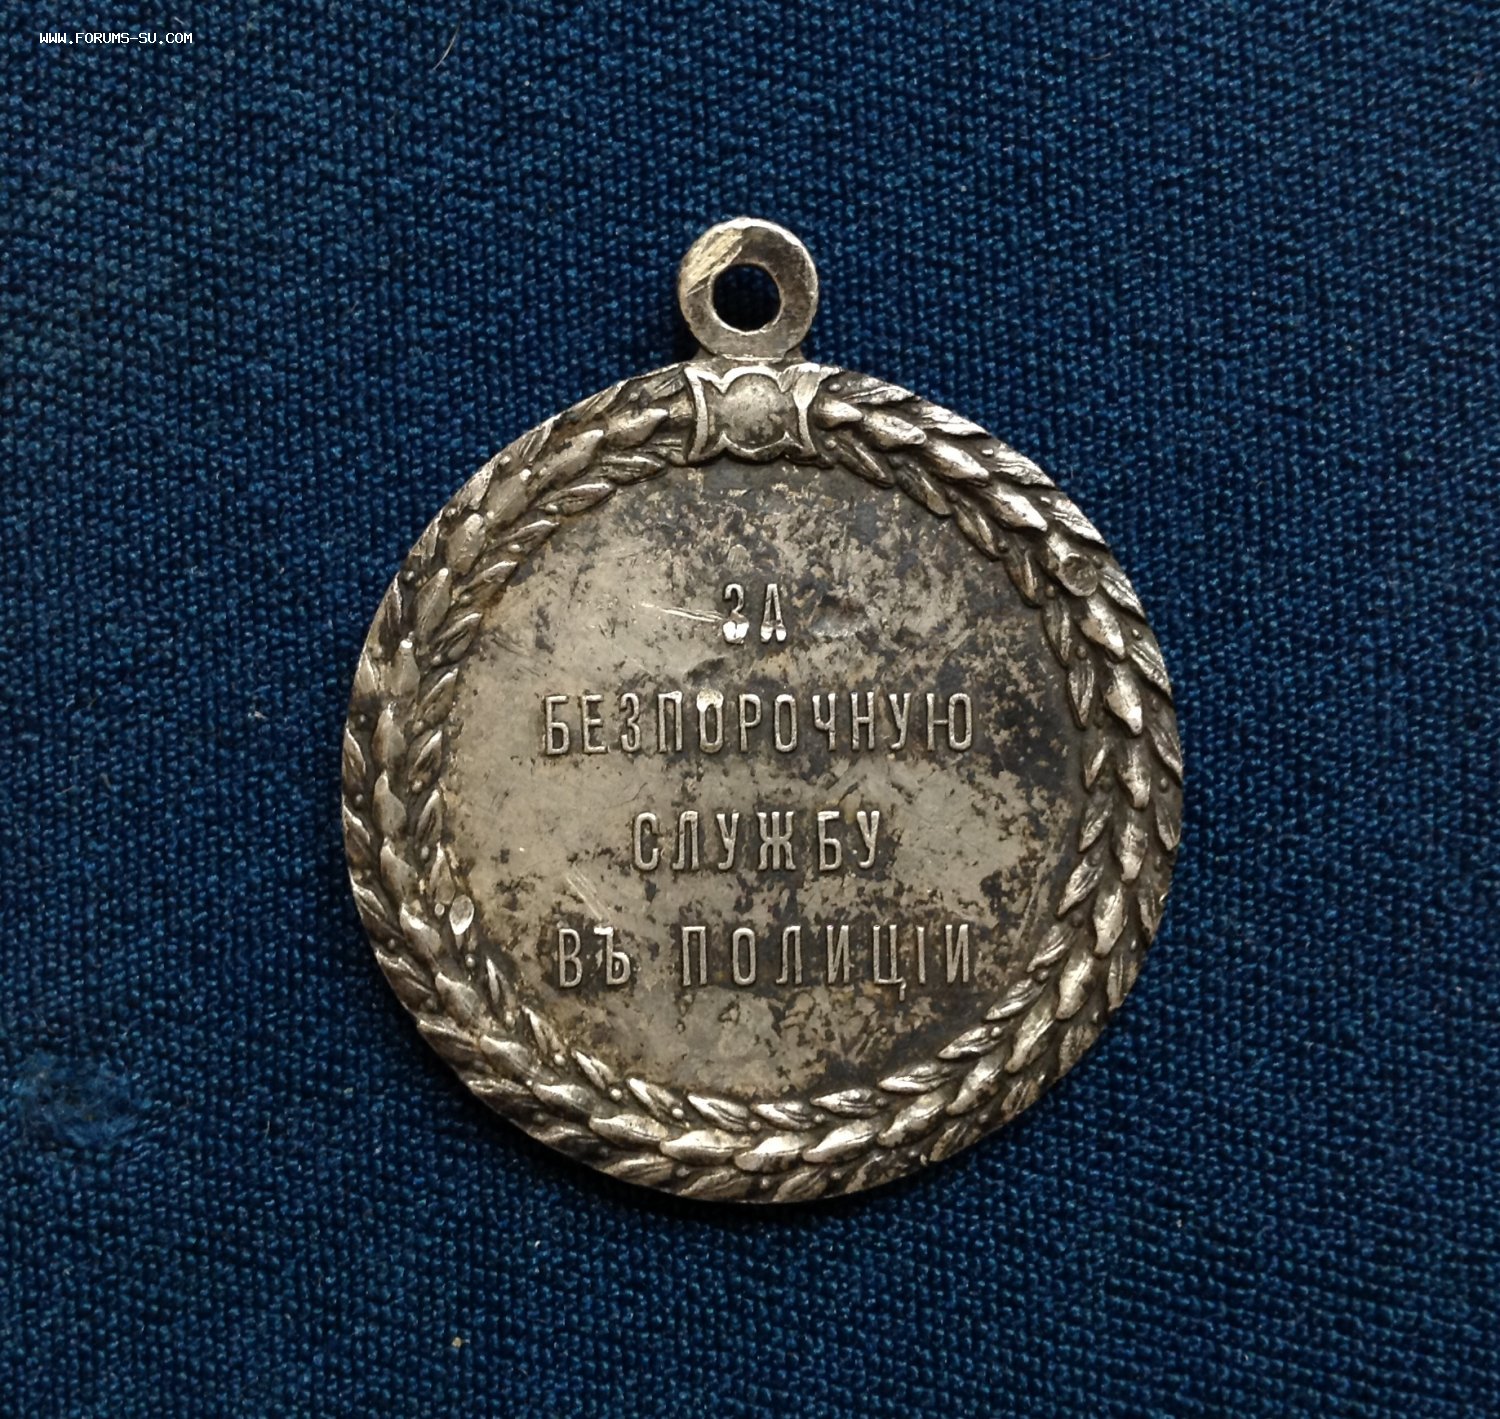 WWW.FORUMS-SU.COM
ЗА
БЕЗПОРОЧНУЮ
СЛУЖБУ
ВЪ ПОЛИЦІИ